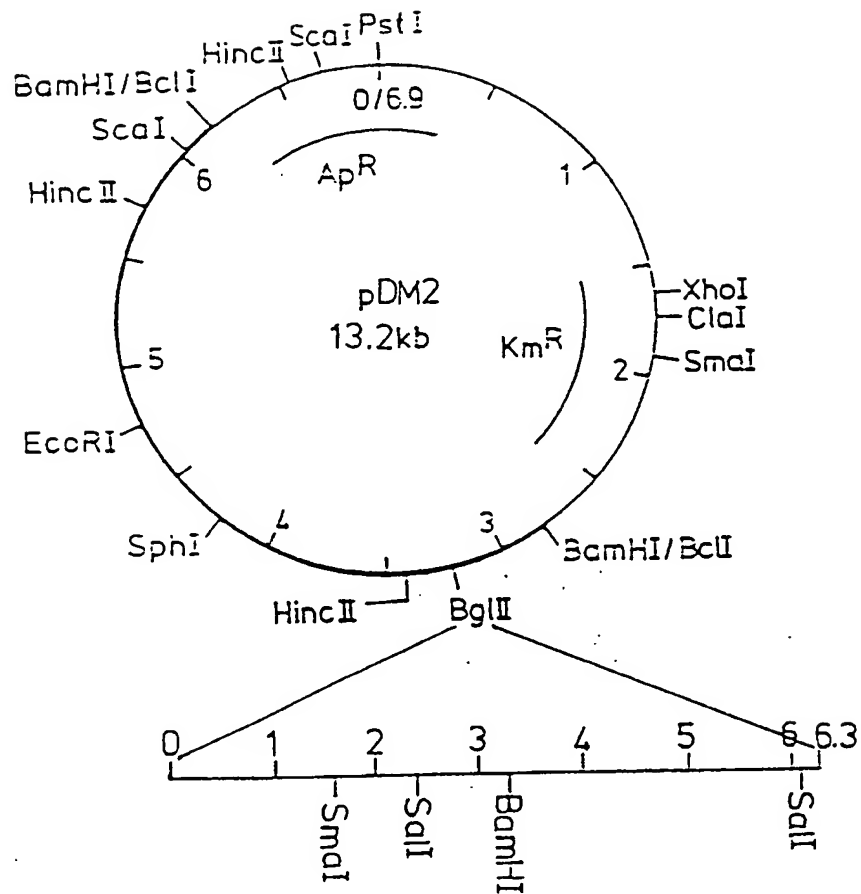 PstI
ScaI
HincII
BamHI/BclI
ScaI
HincII
0/6.9
ApR
6
1
pDM2
13.2kb
KmR
XhoI
ClaI
SmaI
2
5
EcoRI
SphI
4
3
BamHI/BclI
HincII
BglII
0 1 2 3 4 5 6 6.3
SmaI
SalI
BamHI
SalI